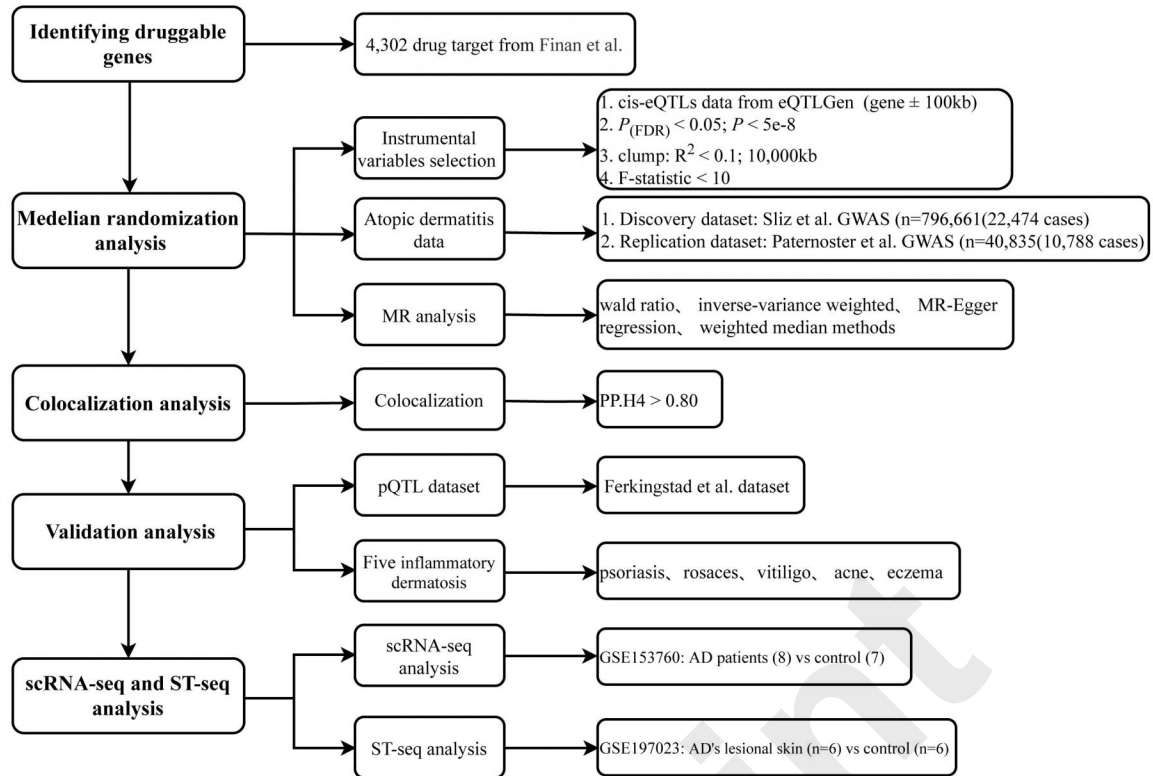 Identifying druggable
genes
4,302 drug target from Finan et al.
Instrumental
variables selection
1. cis-eQTLs data from eQTLGen (gene ± 100kb)
2. P(FDR) < 0.05; P < 5e-8
3. clump: R² < 0.1; 10,000kb
4. F-statistic < 10
Medelian randomization
analysis
Atopic dermatitis
data
1. Discovery dataset: Sliz et al. GWAS (n=796,661(22,474 cases)
2. Replication dataset: Paternoster et al. GWAS (n=40,835(10,788 cases)
MR analysis
wald ratio、 inverse-variance weighted、 MR-Egger
regression、 weighted median methods
Colocalization analysis
Colocalization
PP.H4 > 0.80
Validation analysis
pQTL dataset
Ferkingstad et al. dataset
Five inflammatory
dermatosis
psoriasis、rosaces、vitiligo、 acne、eczema
scRNA-seq and ST-seq
analysis
scRNA-seq
analysis
GSE153760: AD patients (8) vs control (7)
ST-seq analysis
GSE197023: AD's lesional skin (n=6) vs control (n=6)
int